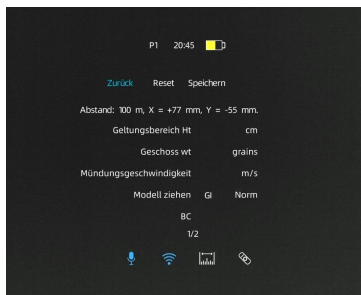 P1 20:45
Zurück Reset Speichern
Abstand: 100 m, X = +77 mm, Y = -55 mm.
Geltungsbereich Ht cm
Geschoss wt grains
Mündungsgeschwindigkeit m/s
Modell ziehen GI Norm
BC
1/2